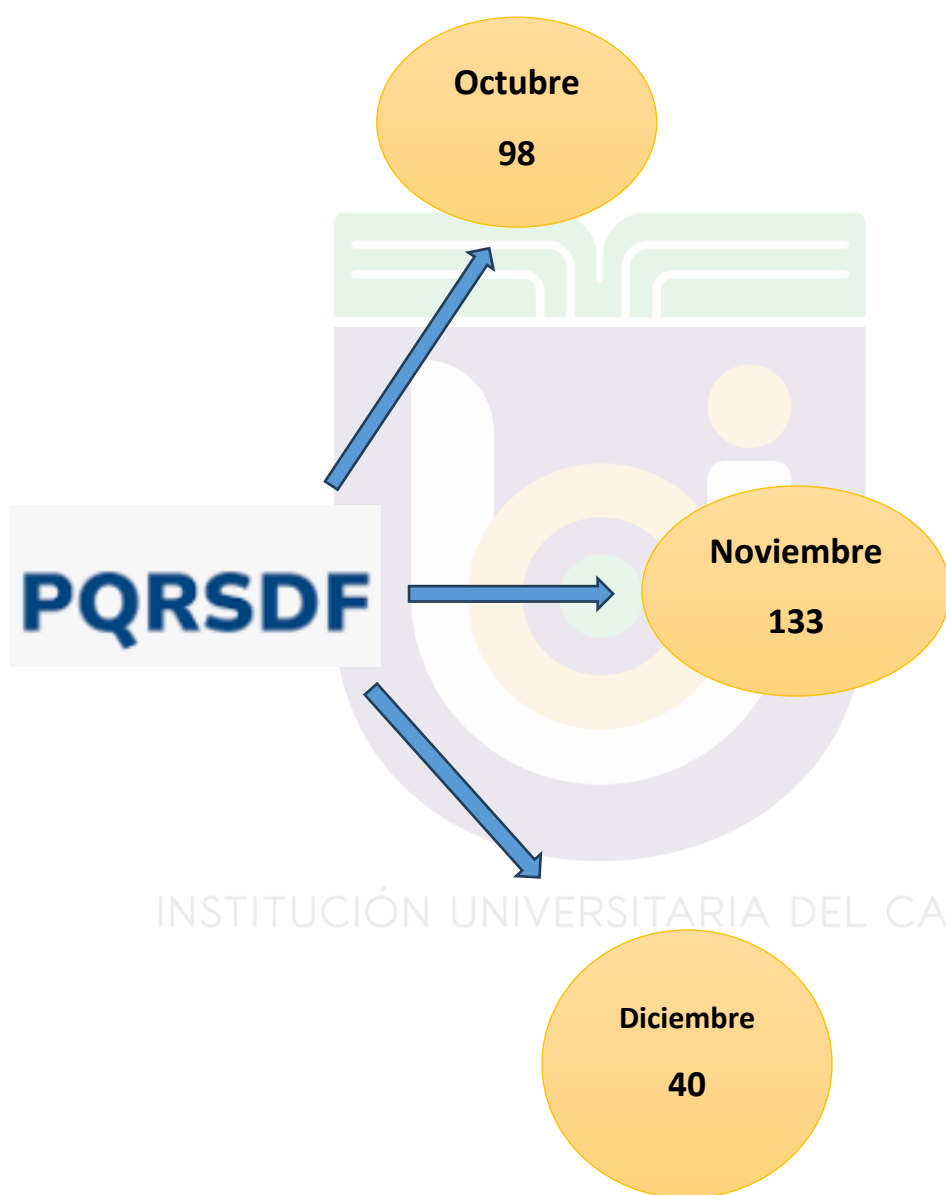 Octubre
98
PQRSDF
Noviembre
133
INSTITUCIÓN UNIVERSITARIA DEL CA
Diciembre
40